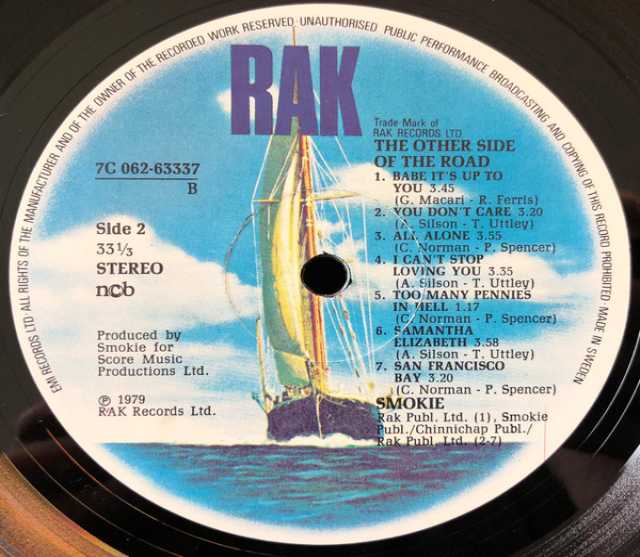 EMI RECORDS LTD ALL RIGHTS OF THE MANUFACTURER AND OF THE OWNER OF THE RECORDED WORK RESERVED UNAUTHORISED PUBLIC PERFORMANCE BROADCASTING AND COPYING OF THIS RECORD PROHIBITED. MADE IN SWEDEN
RAK
Trade Mark of
RAK RECORDS LTD
7C 062-63337
B
Side 2
33⅓
STEREO
ncb
Produced by
Smokie for
Score Music
Productions Ltd.
℗ 1979
RAK Records Ltd.
THE OTHER SIDE
OF THE ROAD
1. BABE IT'S UP TO
YOU 3.45
(G. Macari - R. Ferris)
2. YOU DON'T CARE 3.20
(A. Silson - T. Uttley)
3. ALL ALONE 3.55
(C. Norman - P. Spencer)
4. I CAN'T STOP
LOVING YOU 3.35
(A. Silson - T. Uttley)
5. TOO MANY PENNIES
IN HELL 1.17
(C. Norman - P. Spencer)
6. SAMANTHA
ELIZABETH 3.58
(A. Silson - T. Uttley)
7. SAN FRANCISCO
BAY 3.20
(C. Norman - P. Spencer)
SMOKIE
Rak Publ. Ltd. (1), Smokie
Publ./Chinnichap Publ./
Rak Publ. Ltd. (2-7)